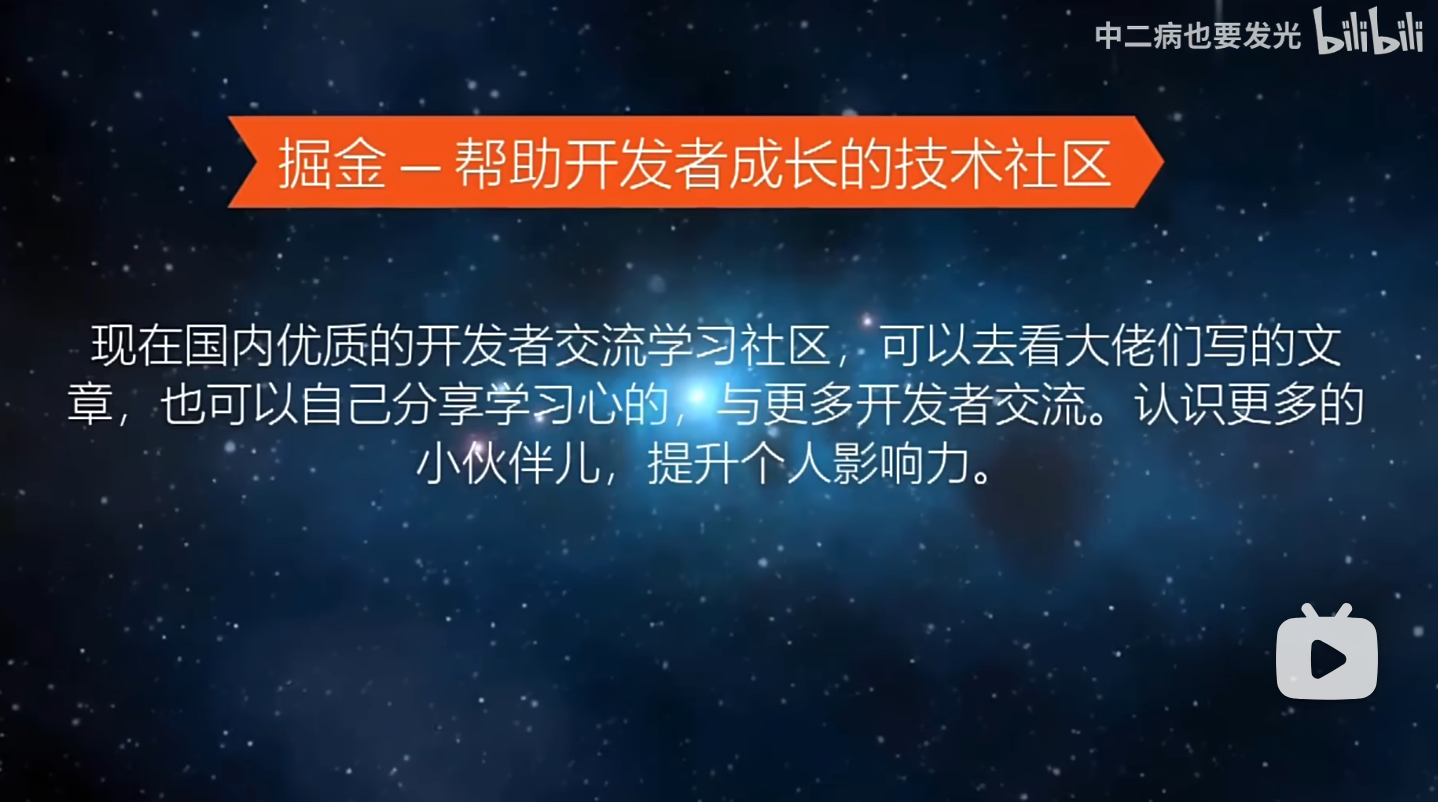 中二病也要发光 bilibili
掘金 — 帮助开发者成长的技术社区
现在国内优质的开发者交流学习社区，可以去看大佬们写的文
章，也可以自己分享学习心的，与更多开发者交流。认识更多的
小伙伴儿，提升个人影响力。